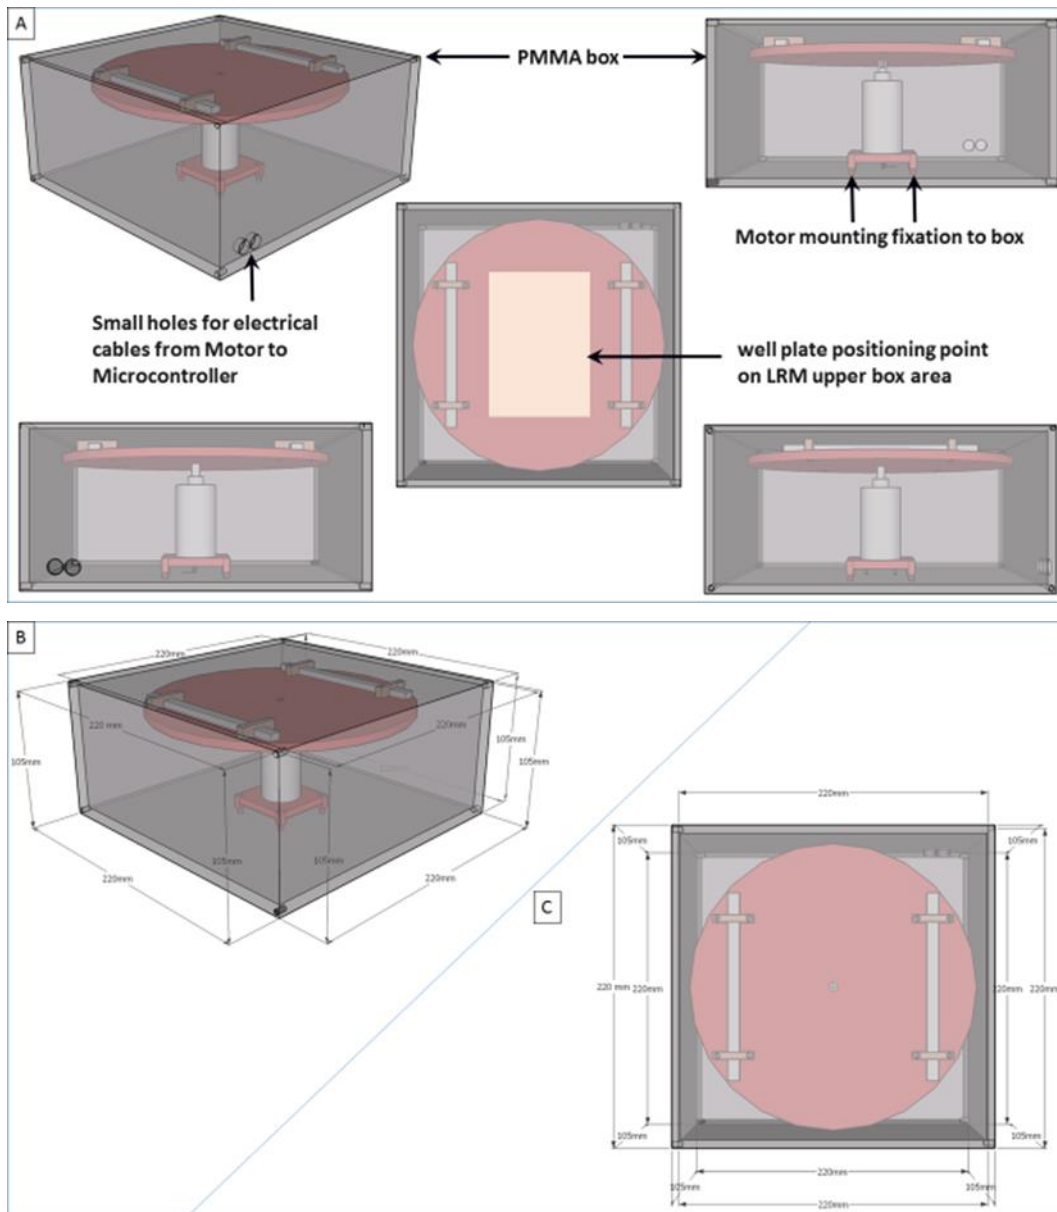 A
PMMA box
Motor mounting fixation to box
Small holes for electrical
cables from Motor to
Microcontroller
well plate positioning point
on LRM upper box area
B
220mm
220mm
220 mm
220mm
105mm
105mm
105mm
105mm
105mm
220mm
220mm
C
220mm
105mm
105mm
220 mm
220mm
220mm
220mm
105mm
105mm
220mm
105mm
105mm
220mm